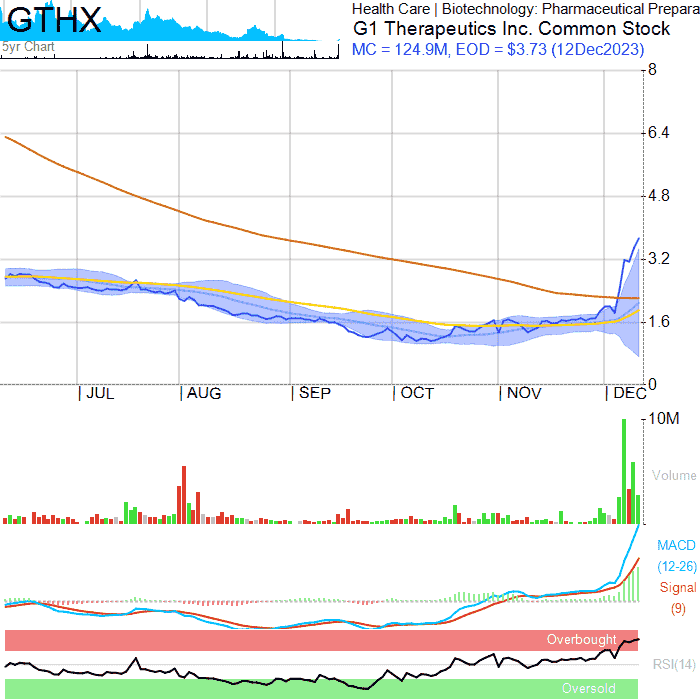 GTHX
Health Care | Biotechnology: Pharmaceutical Prepara
G1 Therapeutics Inc. Common Stock
MC = 124.9M, EOD = $3.73 (12Dec2023)
5yr Chart
8
6.4
4.8
3.2
1.6
0
| JUL | AUG | SEP | OCT | NOV | DEC
10M
Volume
MACD
(12-26)
Signal
(9)
Overbought
RSI(14)
Oversold